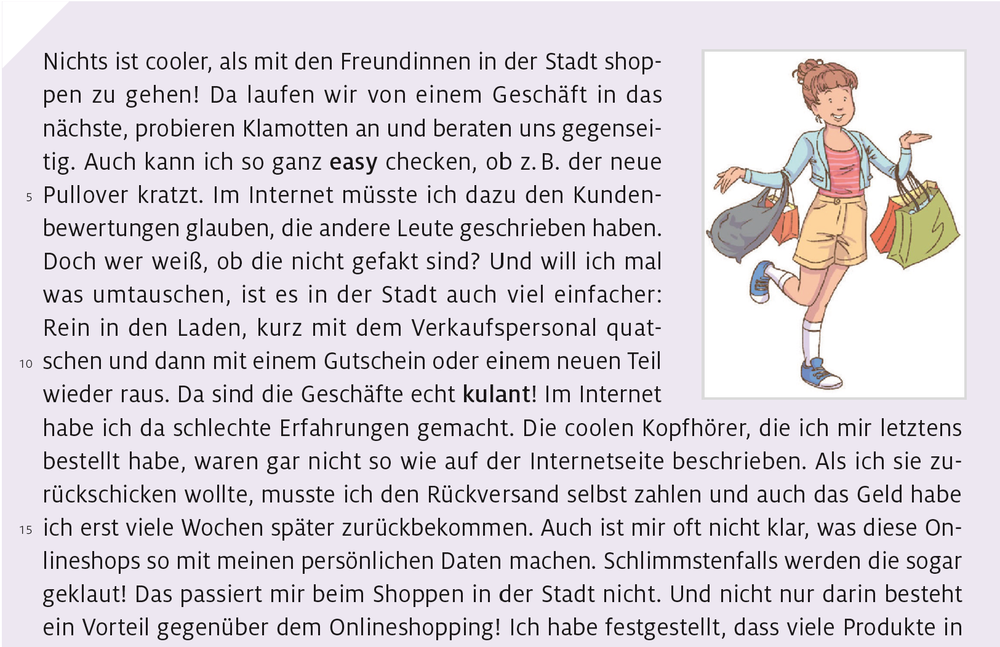 Nichts ist cooler, als mit den Freundinnen in der Stadt shop-
pen zu gehen! Da laufen wir von einem Geschäft in das
nächste, probieren Klamotten an und beraten uns gegensei-
tig. Auch kann ich so ganz easy checken, ob z. B. der neue
5 Pullover kratzt. Im Internet müsste ich dazu den Kunden-
bewertungen glauben, die andere Leute geschrieben haben.
Doch wer weiß, ob die nicht gefakt sind? Und will ich mal
was umtauschen, ist es in der Stadt auch viel einfacher:
Rein in den Laden, kurz mit dem Verkaufspersonal quat-
10 schen und dann mit einem Gutschein oder einem neuen Teil
wieder raus. Da sind die Geschäfte echt kulant! Im Internet
habe ich da schlechte Erfahrungen gemacht. Die coolen Kopfhörer, die ich mir letztens
bestellt habe, waren gar nicht so wie auf der Internetseite beschrieben. Als ich sie zu-
rückschicken wollte, musste ich den Rückversand selbst zahlen und auch das Geld habe
15 ich erst viele Wochen später zurückbekommen. Auch ist mir oft nicht klar, was diese On-
lineshops so mit meinen persönlichen Daten machen. Schlimmstenfalls werden die sogar
geklaut! Das passiert mir beim Shoppen in der Stadt nicht. Und nicht nur darin besteht
ein Vorteil gegenüber dem Onlineshopping! Ich habe festgestellt, dass viele Produkte in